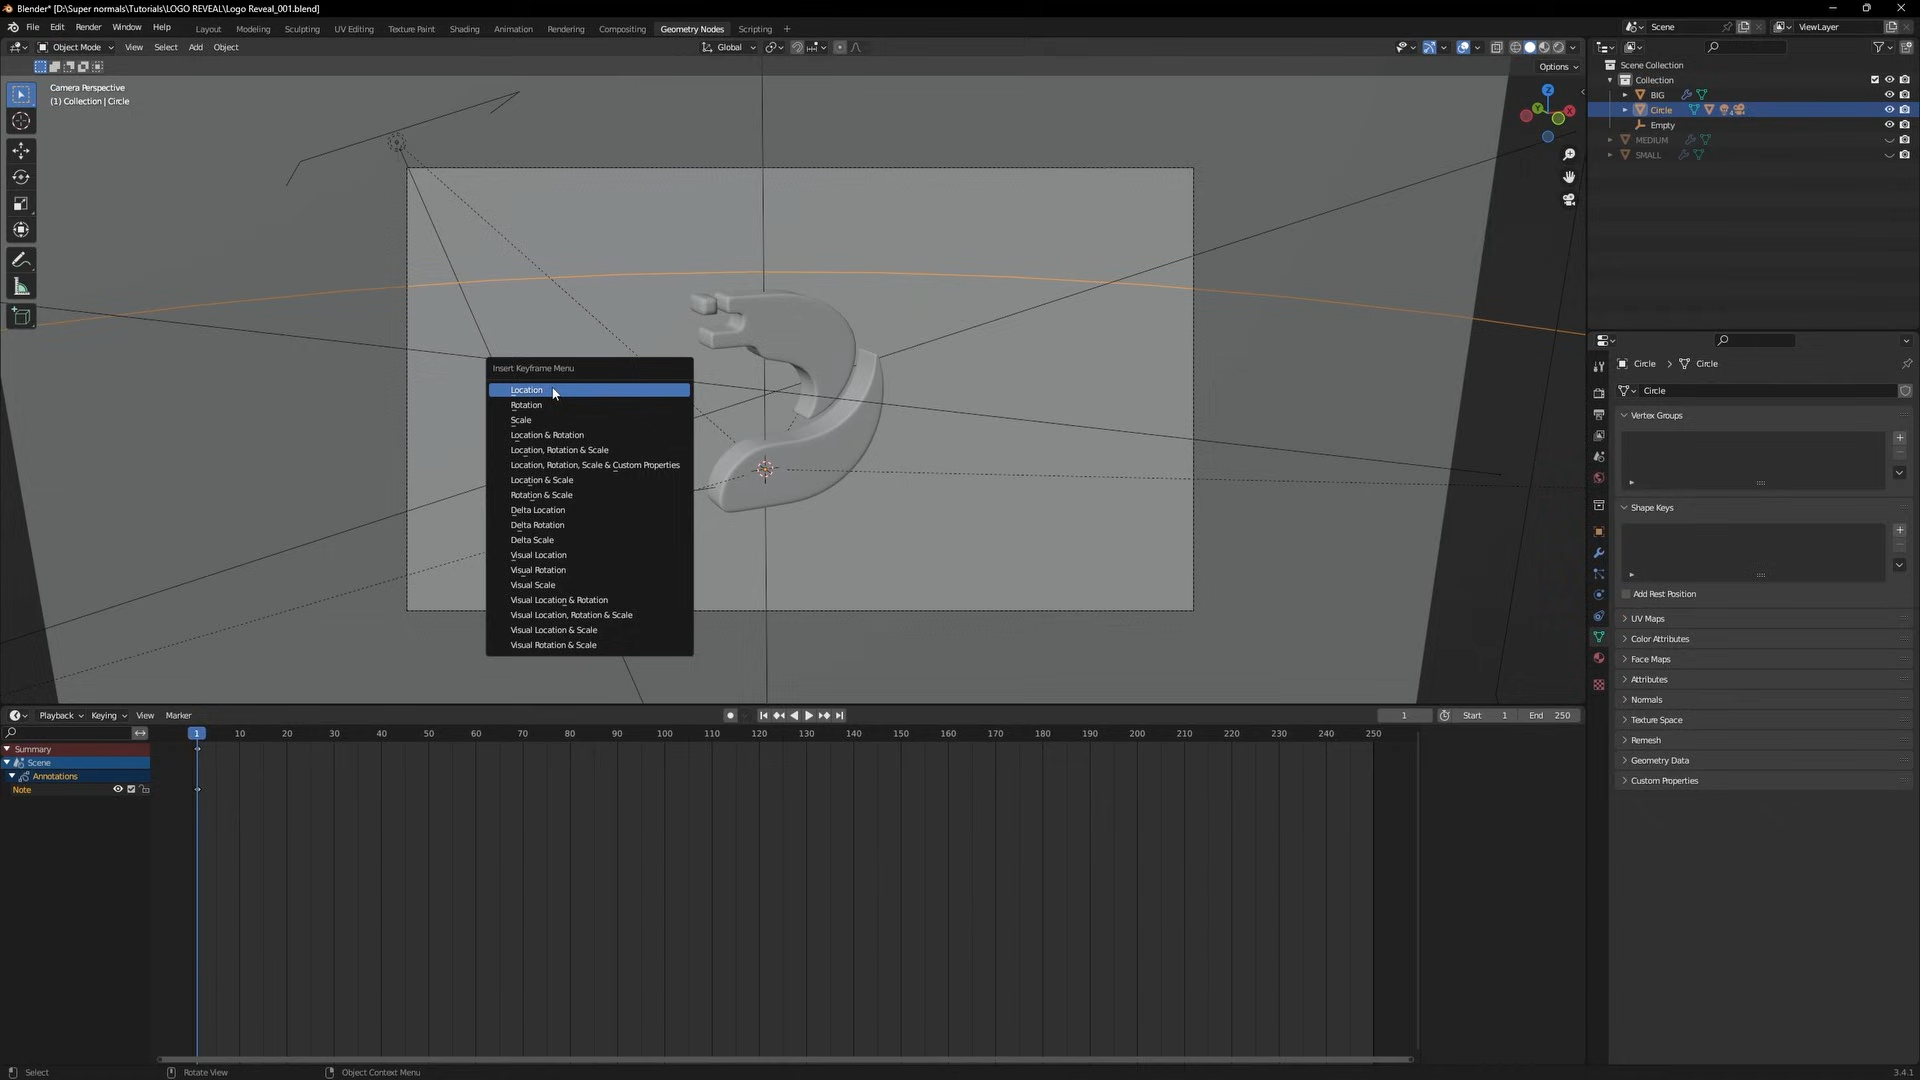 Blender* [D:\Super normals\Tutorials\LOGO REVEAL\Logo Reveal_001.blend]
File Edit Render Window Help Layout Modeling Sculpting UV Editing Texture Paint Shading Animation Rendering Compositing Geometry Nodes Scripting + Scene ViewLayer
Object Mode View Select Add Object Global
Options
Camera Perspective
(1) Collection | Circle
Z
Y
X
Scene Collection
Collection
BIG
Circle
4
Empty
MEDIUM
SMALL
Insert Keyframe Menu
Location
Rotation
Scale
Location & Rotation
Location, Rotation & Scale
Location, Rotation, Scale & Custom Properties
Location & Scale
Rotation & Scale
Delta Location
Delta Rotation
Delta Scale
Visual Location
Visual Rotation
Visual Scale
Visual Location & Rotation
Visual Location, Rotation & Scale
Visual Location & Scale
Visual Rotation & Scale
Circle > Circle
Circle
Vertex Groups
Shape Keys
Add Rest Position
UV Maps
Color Attributes
Face Maps
Attributes
Normals
Texture Space
Remesh
Geometry Data
Custom Properties
Playback Keying View Marker 1 Start 1 End 250
1 10 20 30 40 50 60 70 80 90 100 110 120 130 140 150 160 170 180 190 200 210 220 230 240 250
Summary
Scene
Annotations
Note
Select Rotate View Object Context Menu 3.4.1